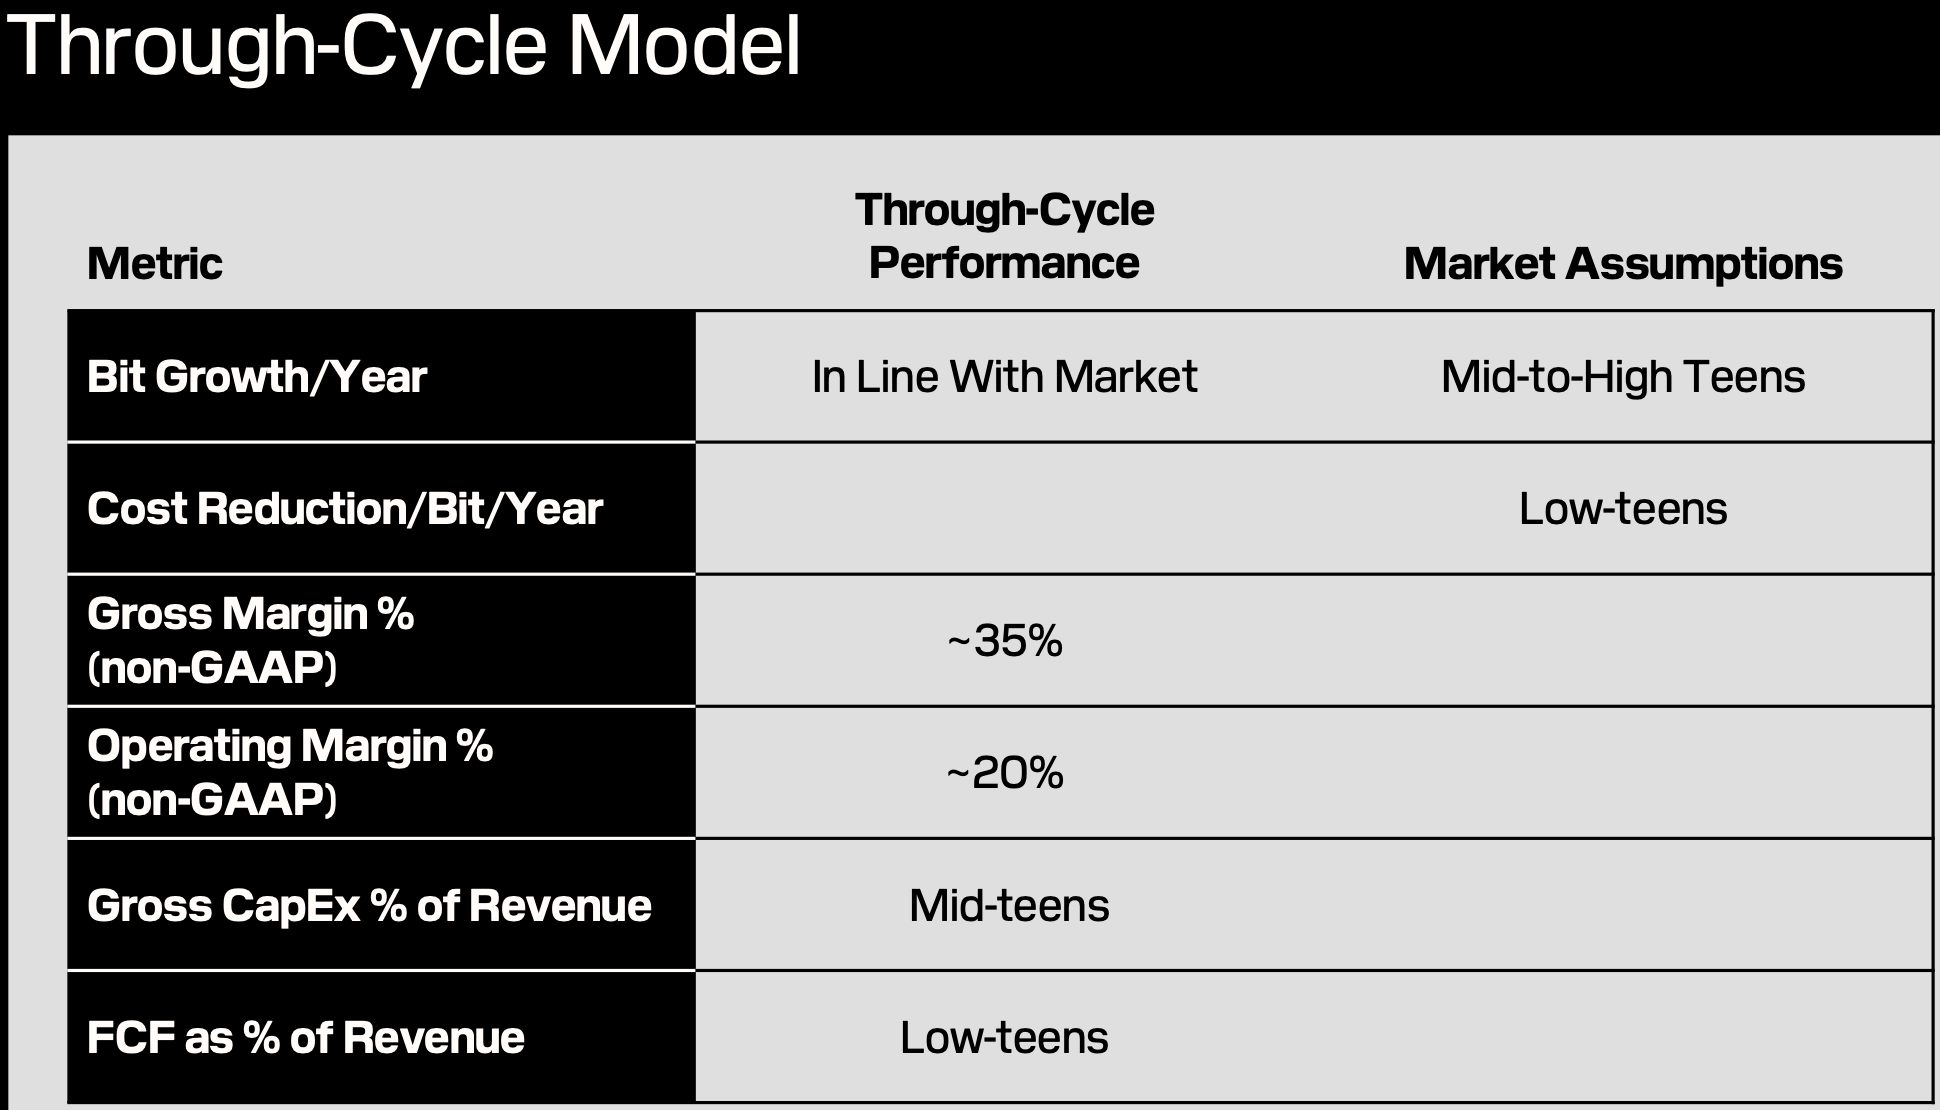 Through-Cycle Model
Through-Cycle
Metric Performance Market Assumptions
Bit Growth/Year In Line With Market Mid-to-High Teens
Cost Reduction/Bit/Year Low-teens
Gross Margin %
(non-GAAP) ~35%
Operating Margin %
(non-GAAP) ~20%
Gross CapEx % of Revenue Mid-teens
FCF as % of Revenue Low-teens